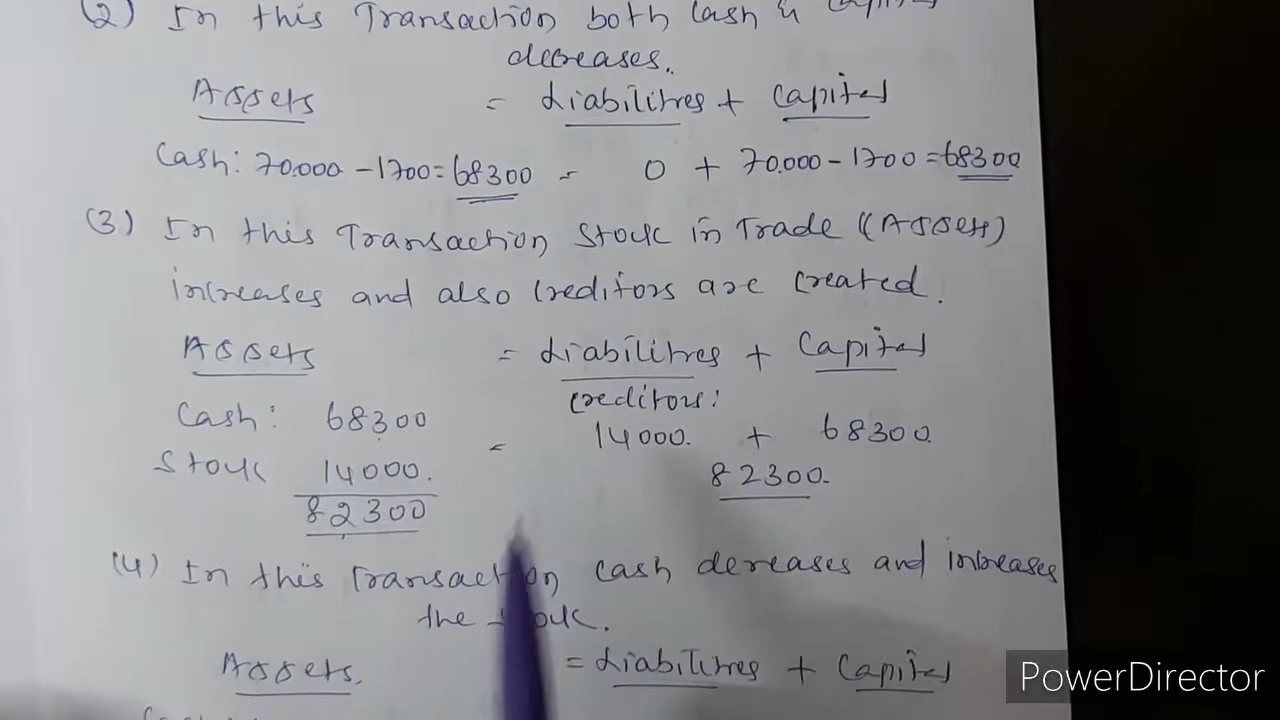 (2) In this Transaction both Cash & Capital
decreases.
Assets = Liabilities + Capital
Cash: 70.000 - 1700 = 68300 = 0 + 70.000 - 1700 = 68300
(3) In this Transaction Stock in Trade (Asset)
increases and also Creditors are created.
Assets = Liabilities + Capital
Creditors:
Cash: 68300 = 14000. + 68300.
Stock 14000. 82300.
82300
(4) In this Transaction cash decreases and increases
the stock.
Assets. = Liabilities + Capital
PowerDirector